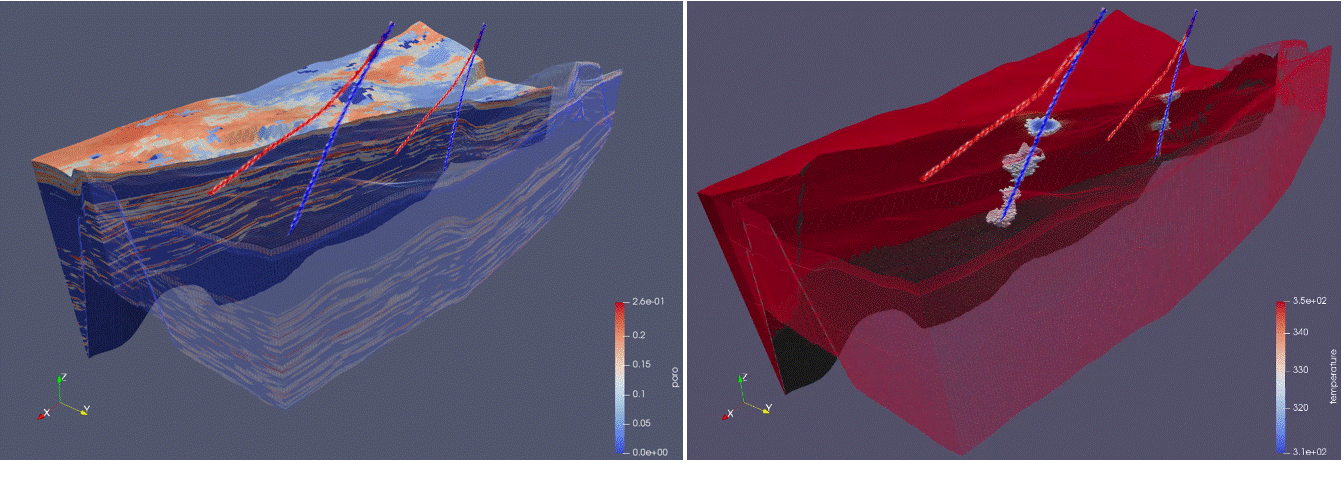 2.6e-01
0.2
0.15
0.1
0.05
0.0e+00
poro
Z
X
Y
3.5e+02
340
330
320
3.1e+02
temperature
Z
X
Y